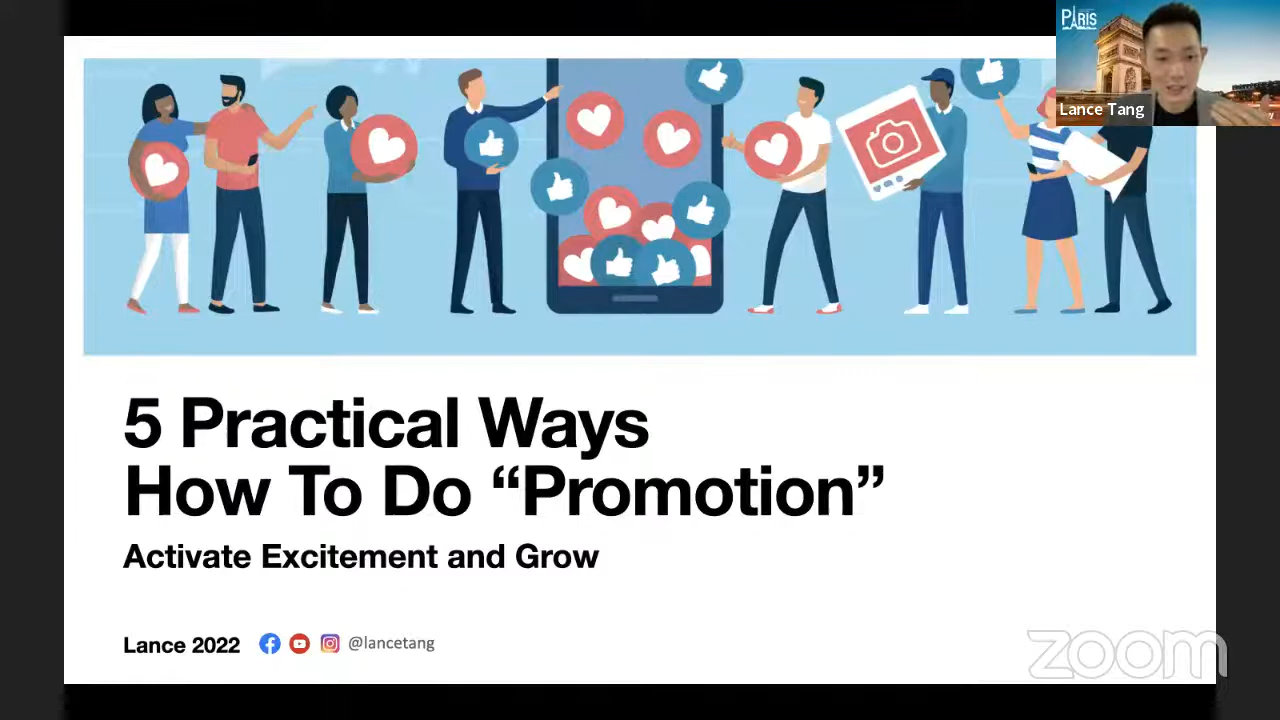 PARIS
Lance Tang
5 Practical Ways
How To Do “Promotion”
Activate Excitement and Grow
Lance 2022
@lancetang
zoom